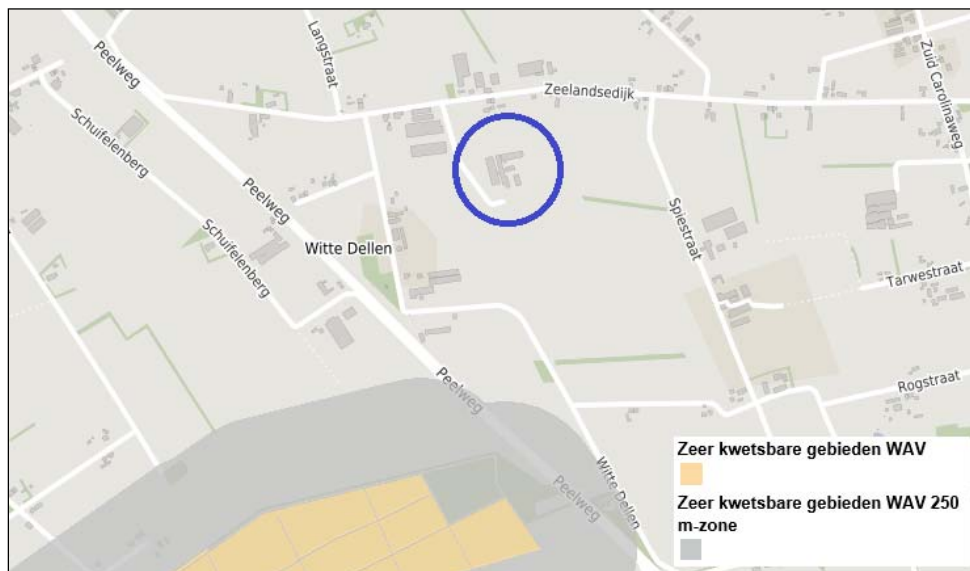 Peelweg
Langstraat
Zeelandsedijk
Zuid Carolinaweg
Schuifelenberg
Peelweg
Schuifelenberg
Witte Dellen
Spiestraat
Tarwestraat
Peelweg
Rogstraat
Witte Dellen
Peelweg
Zeer kwetsbare gebieden WAV
Zeer kwetsbare gebieden WAV 250
m-zone